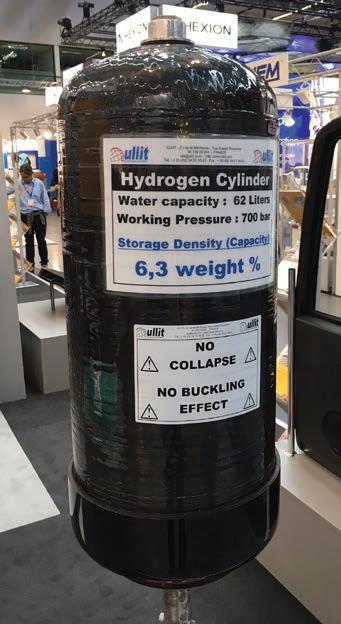 HEXION
ullit
ullit
Hydrogen Cylinder
Water capacity : 62 Liters
Working Pressure : 700 bar
Storage Density (Capacity)
6,3 weight %
ullit
NO
COLLAPSE
NO BUCKLING
EFFECT